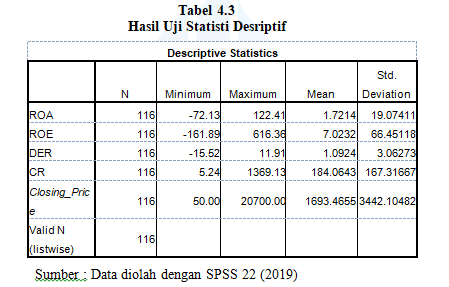 Tabel 4.3
Hasil Uji Statisti Desriptif
Descriptive Statistics
N Minimum Maximum Mean Std. Deviation
ROA 116 -72.13 122.41 1.7214 19.07411
ROE 116 -161.89 616.36 7.0232 66.45118
DER 116 -15.52 11.91 1.0924 3.06273
CR 116 5.24 1369.13 184.0643 167.31667
Closing_Price 116 50.00 20700.00 1693.4655 3442.10482
Valid N (listwise) 116
Sumber : Data diolah dengan SPSS 22 (2019)